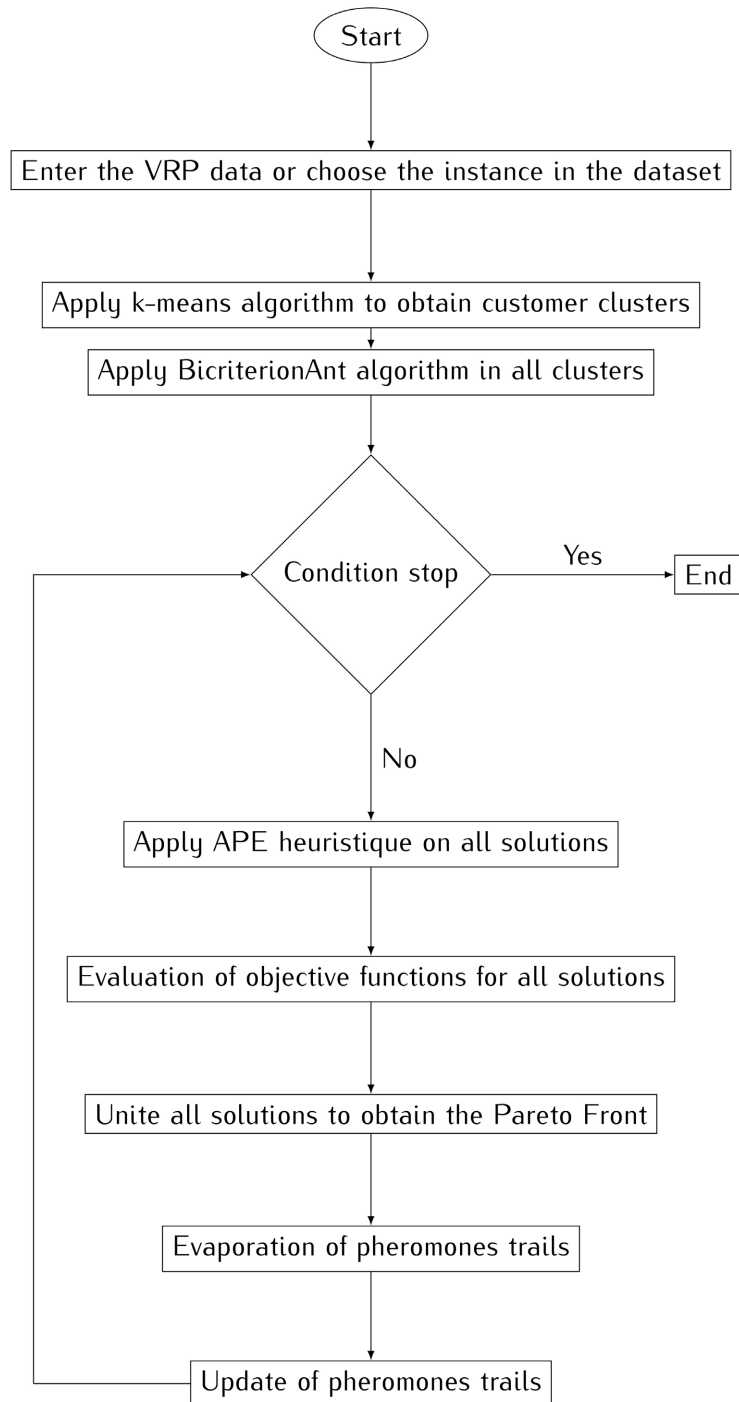 Start
Enter the VRP data or choose the instance in the dataset
Apply k-means algorithm to obtain customer clusters
Apply BicriterionAnt algorithm in all clusters
Condition stop
Yes
End
No
Apply APE heuristique on all solutions
Evaluation of objective functions for all solutions
Unite all solutions to obtain the Pareto Front
Evaporation of pheromones trails
Update of pheromones trails